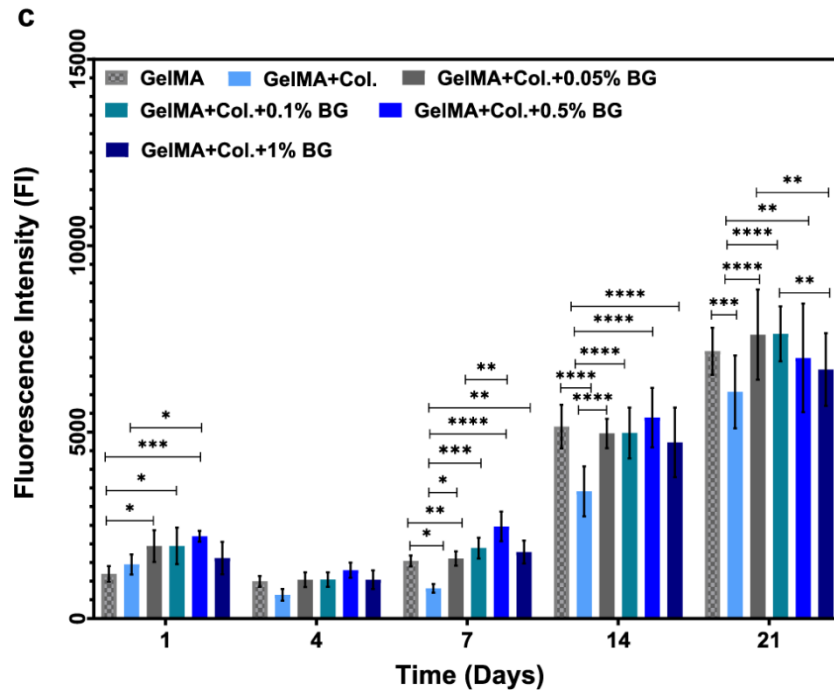 c
15000
GelMA GelMA+Col. GelMA+Col.+0.05% BG
GelMA+Col.+0.1% BG GelMA+Col.+0.5% BG
GelMA+Col.+1% BG
**
**
10000
****
**** **
**** ***
****
** **** ****
** ****
* **** 5000
*** ***
* *
* **
*
0
1 4 7 14 21
Fluorescence Intensity (FI)
Time (Days)